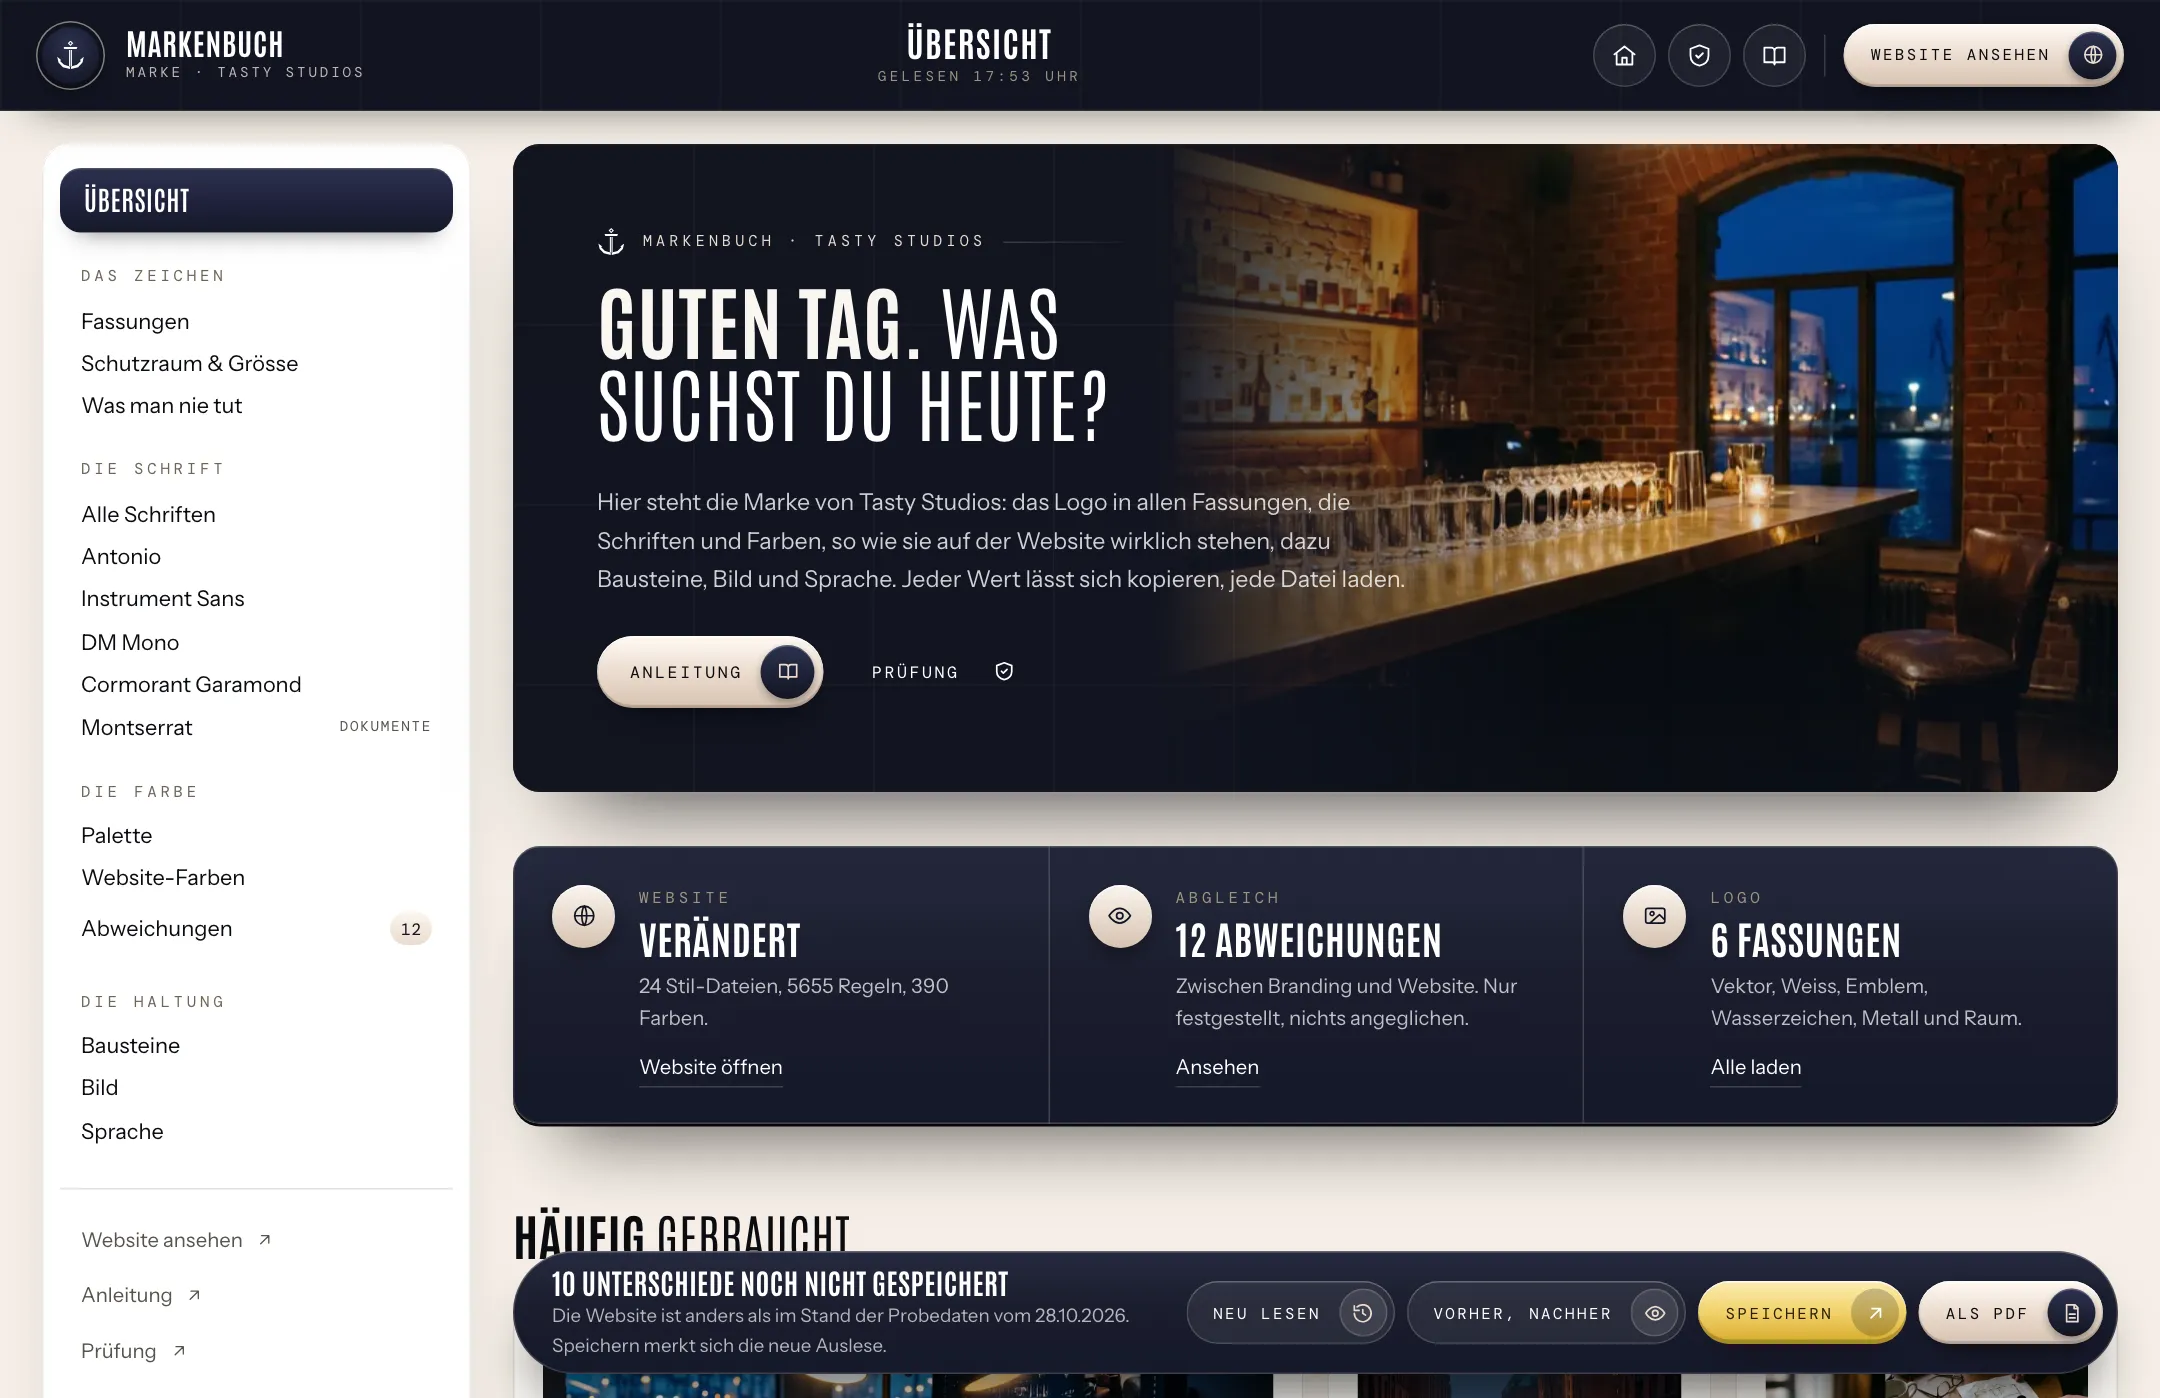 MARKENBUCH
MARKE · TASTY STUDIOS
ÜBERSICHT
GELESEN 17:53 UHR
WEBSITE ANSEHEN
ÜBERSICHT
DAS ZEICHEN
Fassungen
Schutzraum & Grösse
Was man nie tut
DIE SCHRIFT
Alle Schriften
Antonio
Instrument Sans
DM Mono
Cormorant Garamond
Montserrat DOKUMENTE
DIE FARBE
Palette
Website-Farben
Abweichungen 12
DIE HALTUNG
Bausteine
Bild
Sprache
Website ansehen
Anleitung
Prüfung
MARKENBUCH · TASTY STUDIOS
GUTEN TAG. WAS
SUCHST DU HEUTE?
Hier steht die Marke von Tasty Studios: das Logo in allen Fassungen, die
Schriften und Farben, so wie sie auf der Website wirklich stehen, dazu
Bausteine, Bild und Sprache. Jeder Wert lässt sich kopieren, jede Datei laden.
ANLEITUNG
PRÜFUNG
WEBSITE
VERÄNDERT
24 Stil-Dateien, 5655 Regeln, 390
Farben.
Website öffnen
ABGLEICH
12 ABWEICHUNGEN
Zwischen Branding und Website. Nur
festgestellt, nichts angeglichen.
Ansehen
LOGO
6 FASSUNGEN
Vektor, Weiss, Emblem,
Wasserzeichen, Metall und Raum.
Alle laden
HÄUFIG GEBRAUCHT
10 UNTERSCHIEDE NOCH NICHT GESPEICHERT
Die Website ist anders als im Stand der Probedaten vom 28.10.2026.
Speichern merkt sich die neue Auslese.
NEU LESEN
VORHER, NACHHER
SPEICHERN
ALS PDF